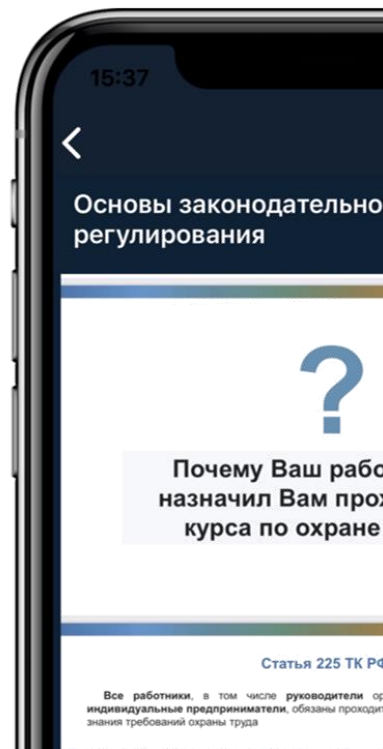 15:37
Основы законодательно
регулирования
?
Почему Ваш рабо
назначил Вам про
курса по охране
Статья 225 ТК РФ
Все работники, в том числе руководители ор
индивидуальные предприниматели, обязаны проходит
знания требований охраны труда